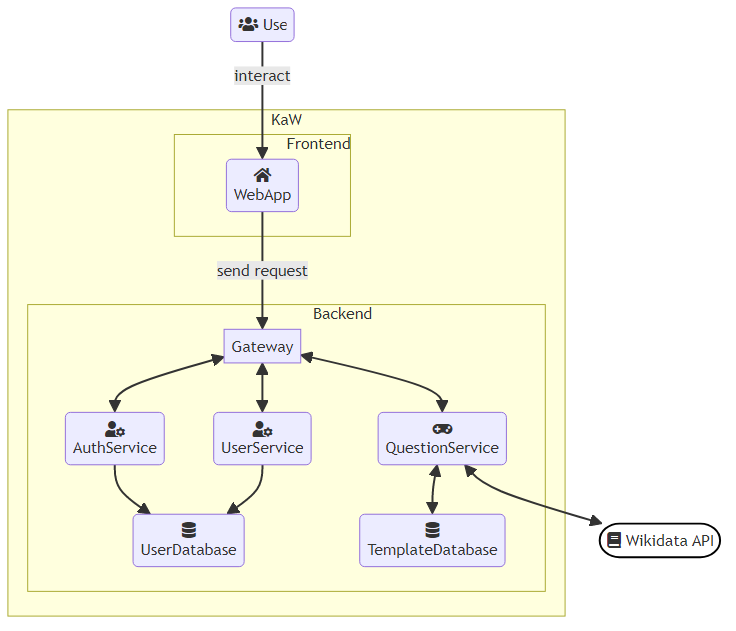 Use
interact
KaW
Frontend
WebApp
send request
Backend
Gateway
AuthService
UserService
QuestionService
UserDatabase
TemplateDatabase
Wikidata API